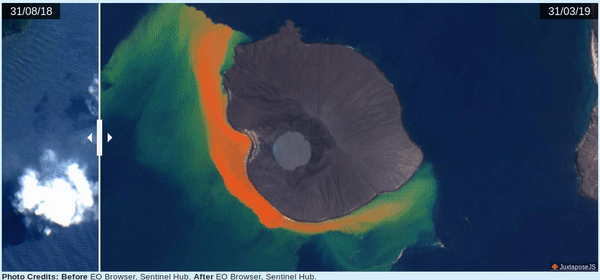 31/08/18
31/03/19
JuxtaposeJS
Photo Credits: Before EO Browser, Sentinel Hub. After EO Browser, Sentinel Hub.